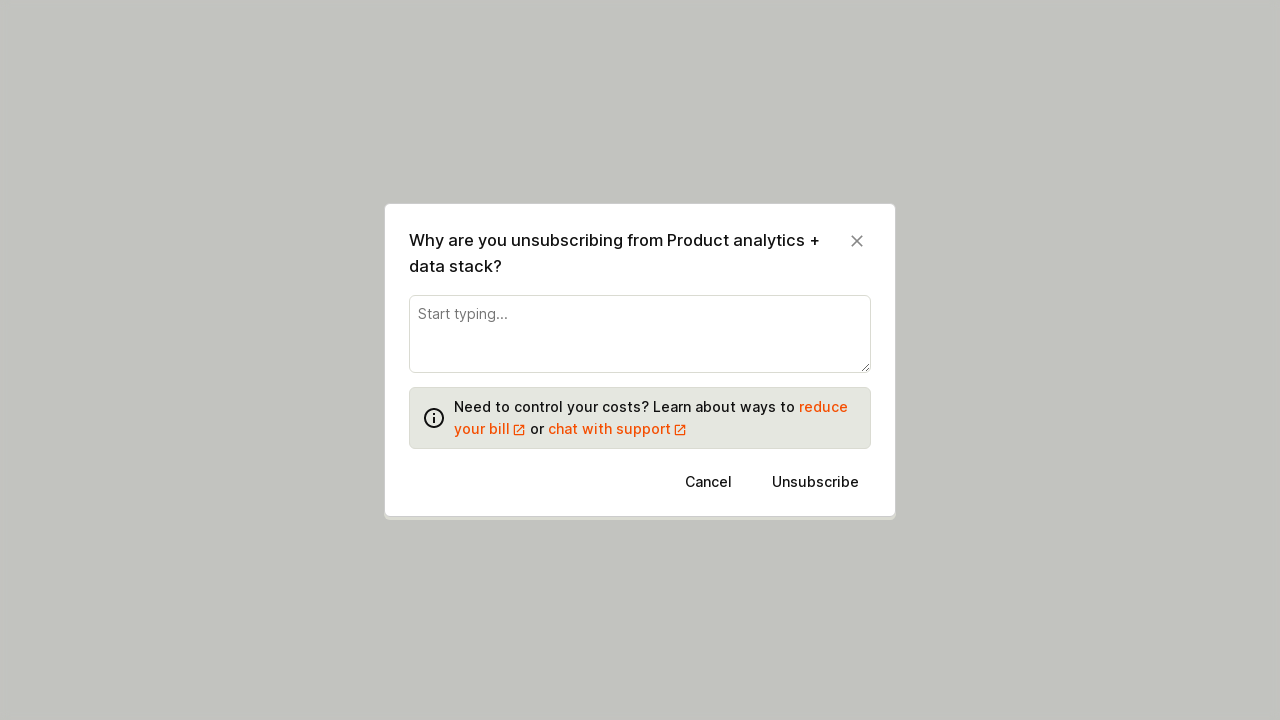 Why are you unsubscribing from Product analytics +
data stack?
Start typing...
Need to control your costs? Learn about ways to reduce
your bill or chat with support
Cancel Unsubscribe